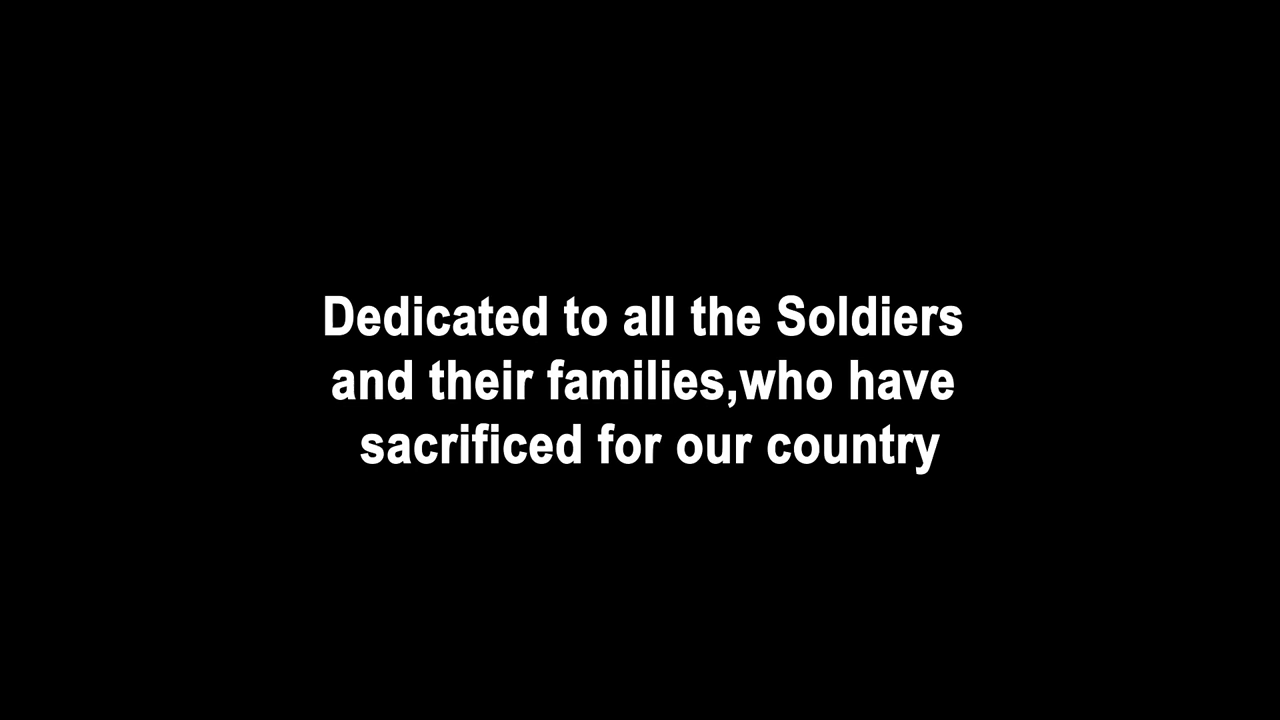 Dedicated to all the Soldiers
and their families,who have
sacrificed for our country